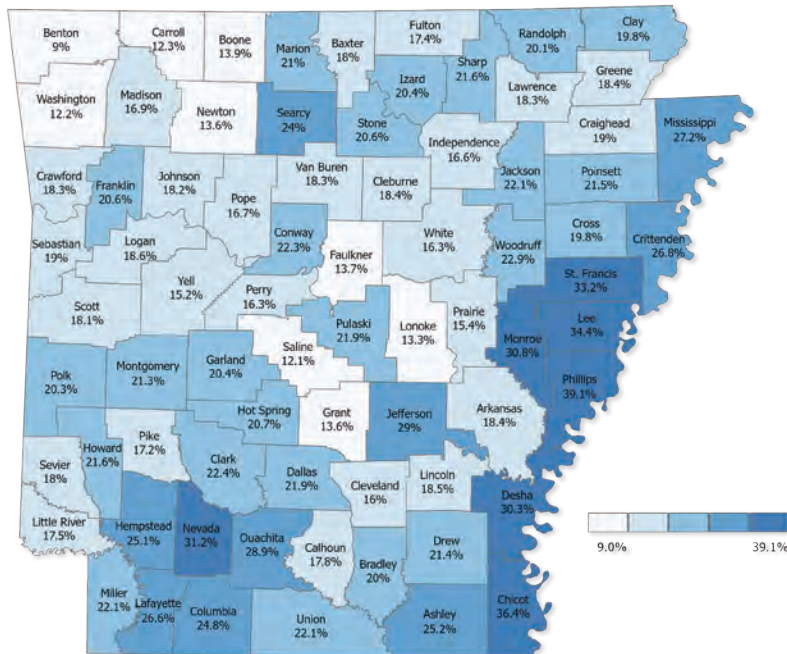 Benton
9%
Carroll
12.3%
Boone
13.9%
Marion
21%
Baxter
18%
Fulton
17.4%
Sharp
21.6%
Randolph
20.1%
Clay
19.8%
Washington
12.2%
Madison
16.9%
Newton
13.6%
Searcy
24%
Stone
20.6%
Izard
20.4%
Independence
16.6%
Lawrence
18.3%
Greene
18.4%
Craighead
19%
Mississippi
27.2%
Crawford
18.3%
Franklin
20.6%
Johnson
18.2%
Pope
16.7%
Van Buren
18.3%
Cleburne
18.4%
Jackson
22.1%
Poinsett
21.5%
Sebastian
19%
Logan
18.6%
Conway
22.3%
Faulkner
13.7%
White
16.3%
Woodruff
22.9%
Cross
19.8%
Crittenden
26.8%
Scott
18.1%
Yell
15.2%
Perry
16.3%
Pulaski
21.9%
Lonoke
13.3%
Prairie
15.4%
St. Francis
33.2%
Monroe
30.8%
Lee
34.4%
Phillips
39.1%
Polk
20.3%
Montgomery
21.3%
Garland
20.4%
Saline
12.1%
Hot Spring
20.7%
Grant
13.6%
Jefferson
29%
Arkansas
18.4%
Sevier
18%
Howard
21.6%
Pike
17.2%
Clark
22.4%
Dallas
21.9%
Cleveland
16%
Lincoln
18.5%
Desha
30.3%
Little River
17.5%
Hempstead
25.1%
Nevada
31.2%
Ouachita
28.9%
Calhoun
17.8%
Bradley
20%
Drew
21.4%
Miller
22.1%
Lafayette
26.6%
Columbia
24.8%
Union
22.1%
Ashley
25.2%
Chicot
36.4%
9.0%
39.1%